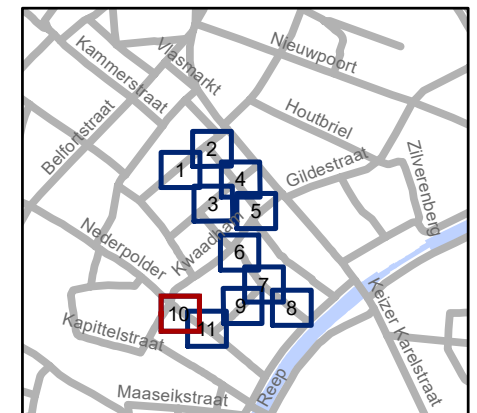 Kammerstraat
Vlasmarkt
Nieuwpoort
Belfortstraat
Houtbriel
Zilverenberg
Gildestraat
2
1
4
3
5
Kwaadham
Nederpolder
6
7
9
8
10
11
Kapittelstraat
Keizer Karelstraat
Maaseikstraat
Reep